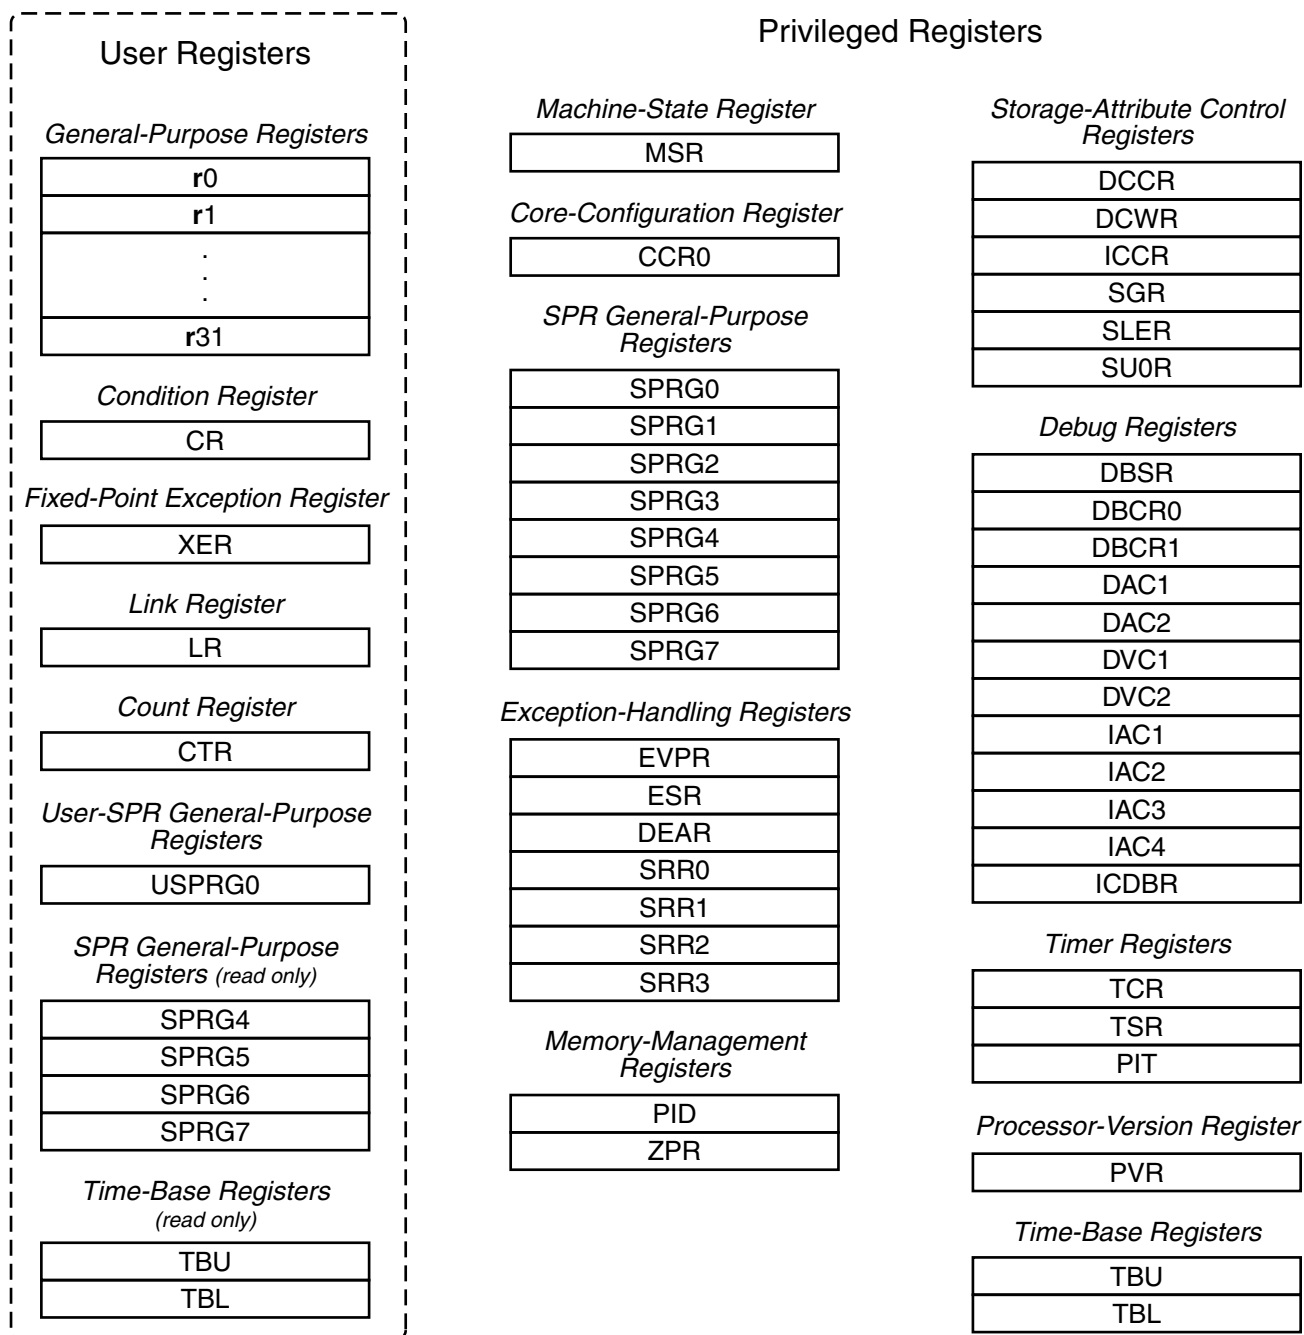 User Registers
General-Purpose Registers
r0
r1
.
.
.
r31
Condition Register
CR
Fixed-Point Exception Register
XER
Link Register
LR
Count Register
CTR
User-SPR General-Purpose
Registers
USPRG0
SPR General-Purpose
Registers (read only)
SPRG4
SPRG5
SPRG6
SPRG7
Time-Base Registers
(read only)
TBU
TBL
Privileged Registers
Machine-State Register
MSR
Core-Configuration Register
CCR0
SPR General-Purpose
Registers
SPRG0
SPRG1
SPRG2
SPRG3
SPRG4
SPRG5
SPRG6
SPRG7
Exception-Handling Registers
EVPR
ESR
DEAR
SRR0
SRR1
SRR2
SRR3
Memory-Management
Registers
PID
ZPR
Storage-Attribute Control
Registers
DCCR
DCWR
ICCR
SGR
SLER
SU0R
Debug Registers
DBSR
DBCR0
DBCR1
DAC1
DAC2
DVC1
DVC2
IAC1
IAC2
IAC3
IAC4
ICDBR
Timer Registers
TCR
TSR
PIT
Processor-Version Register
PVR
Time-Base Registers
TBU
TBL